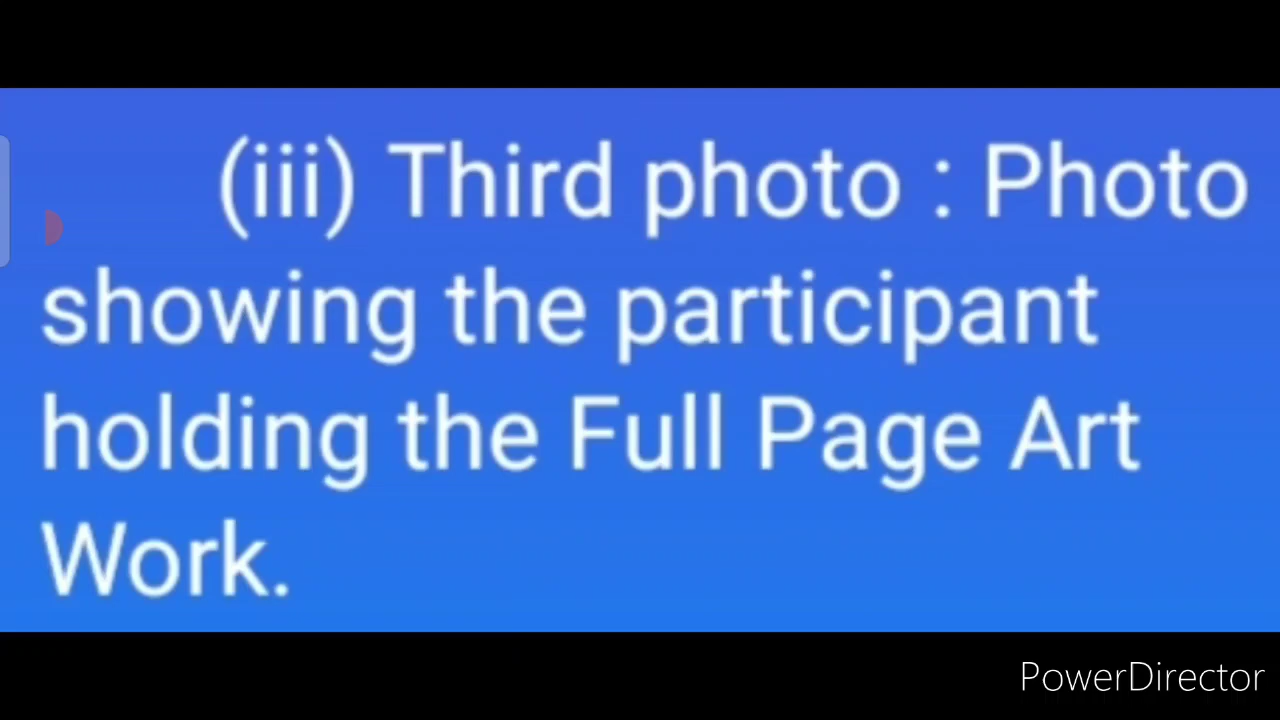 (iii) Third photo : Photo
showing the participant
holding the Full Page Art
Work.
PowerDirector